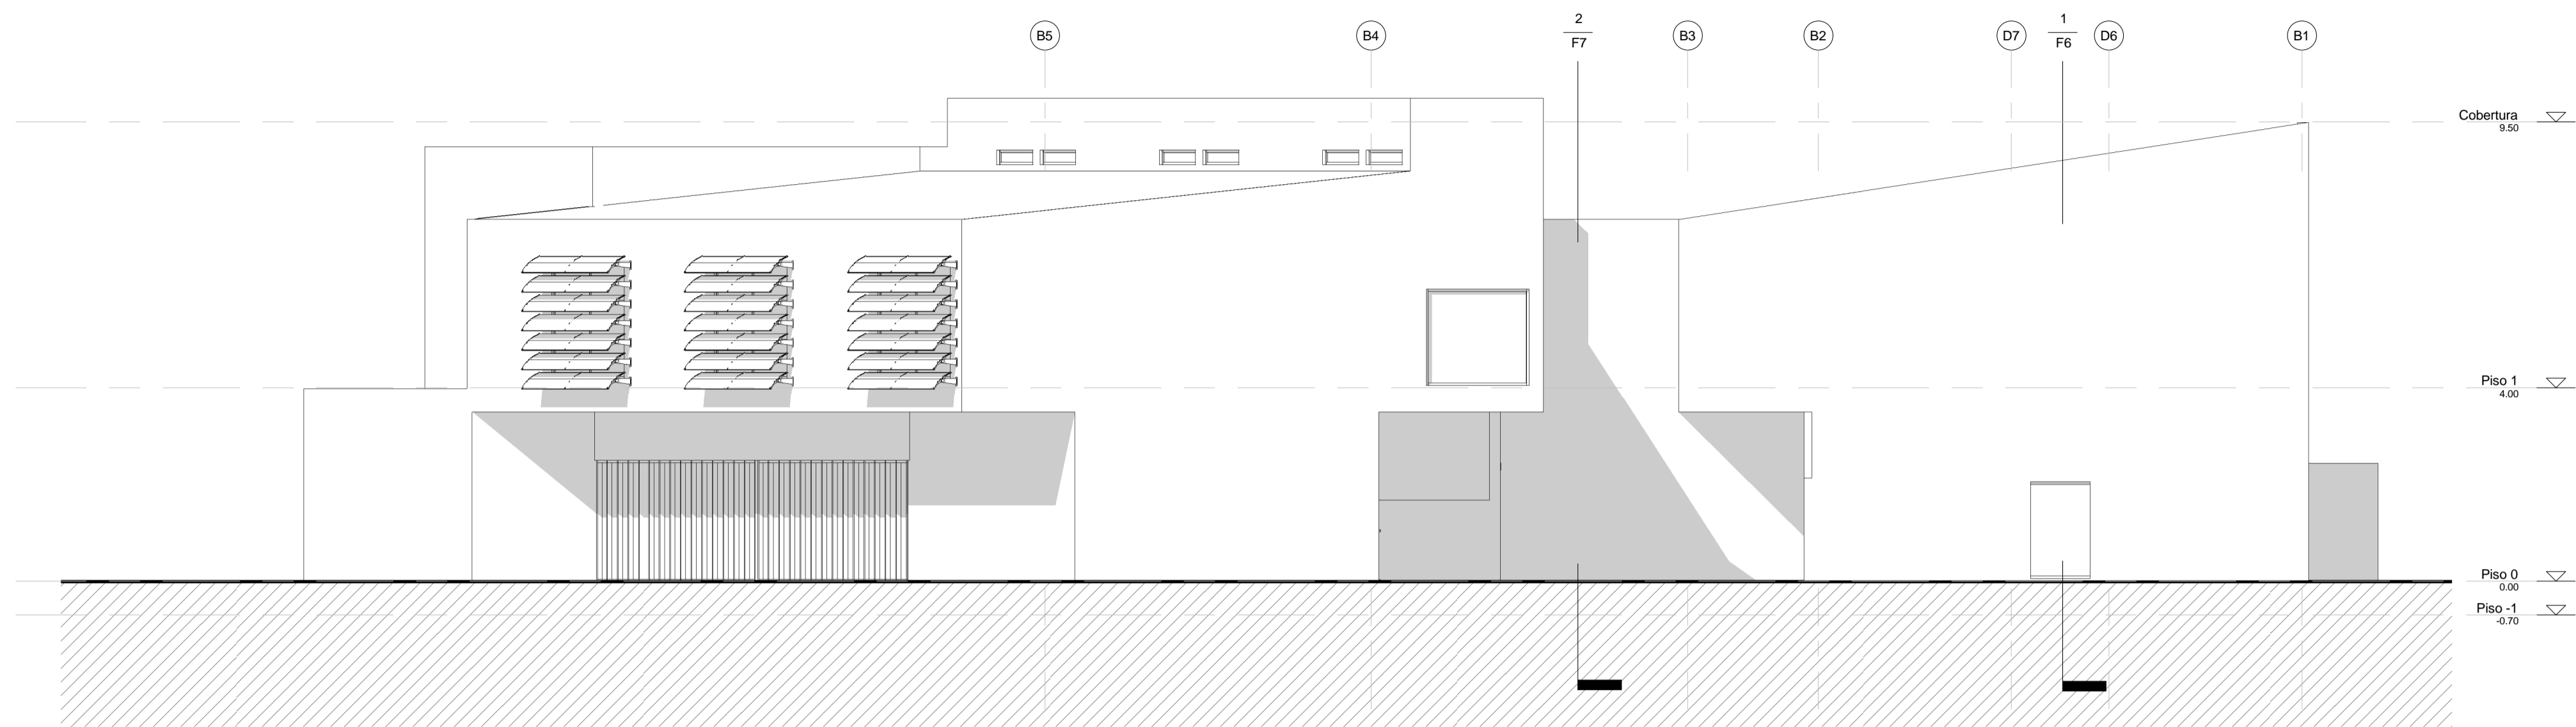 B5
B4
2
F7
B3
B2
D7
1
F6
D6
B1
Cobertura
9.50
Piso 1
4.00
Piso 0
0.00
Piso -1
-0.70